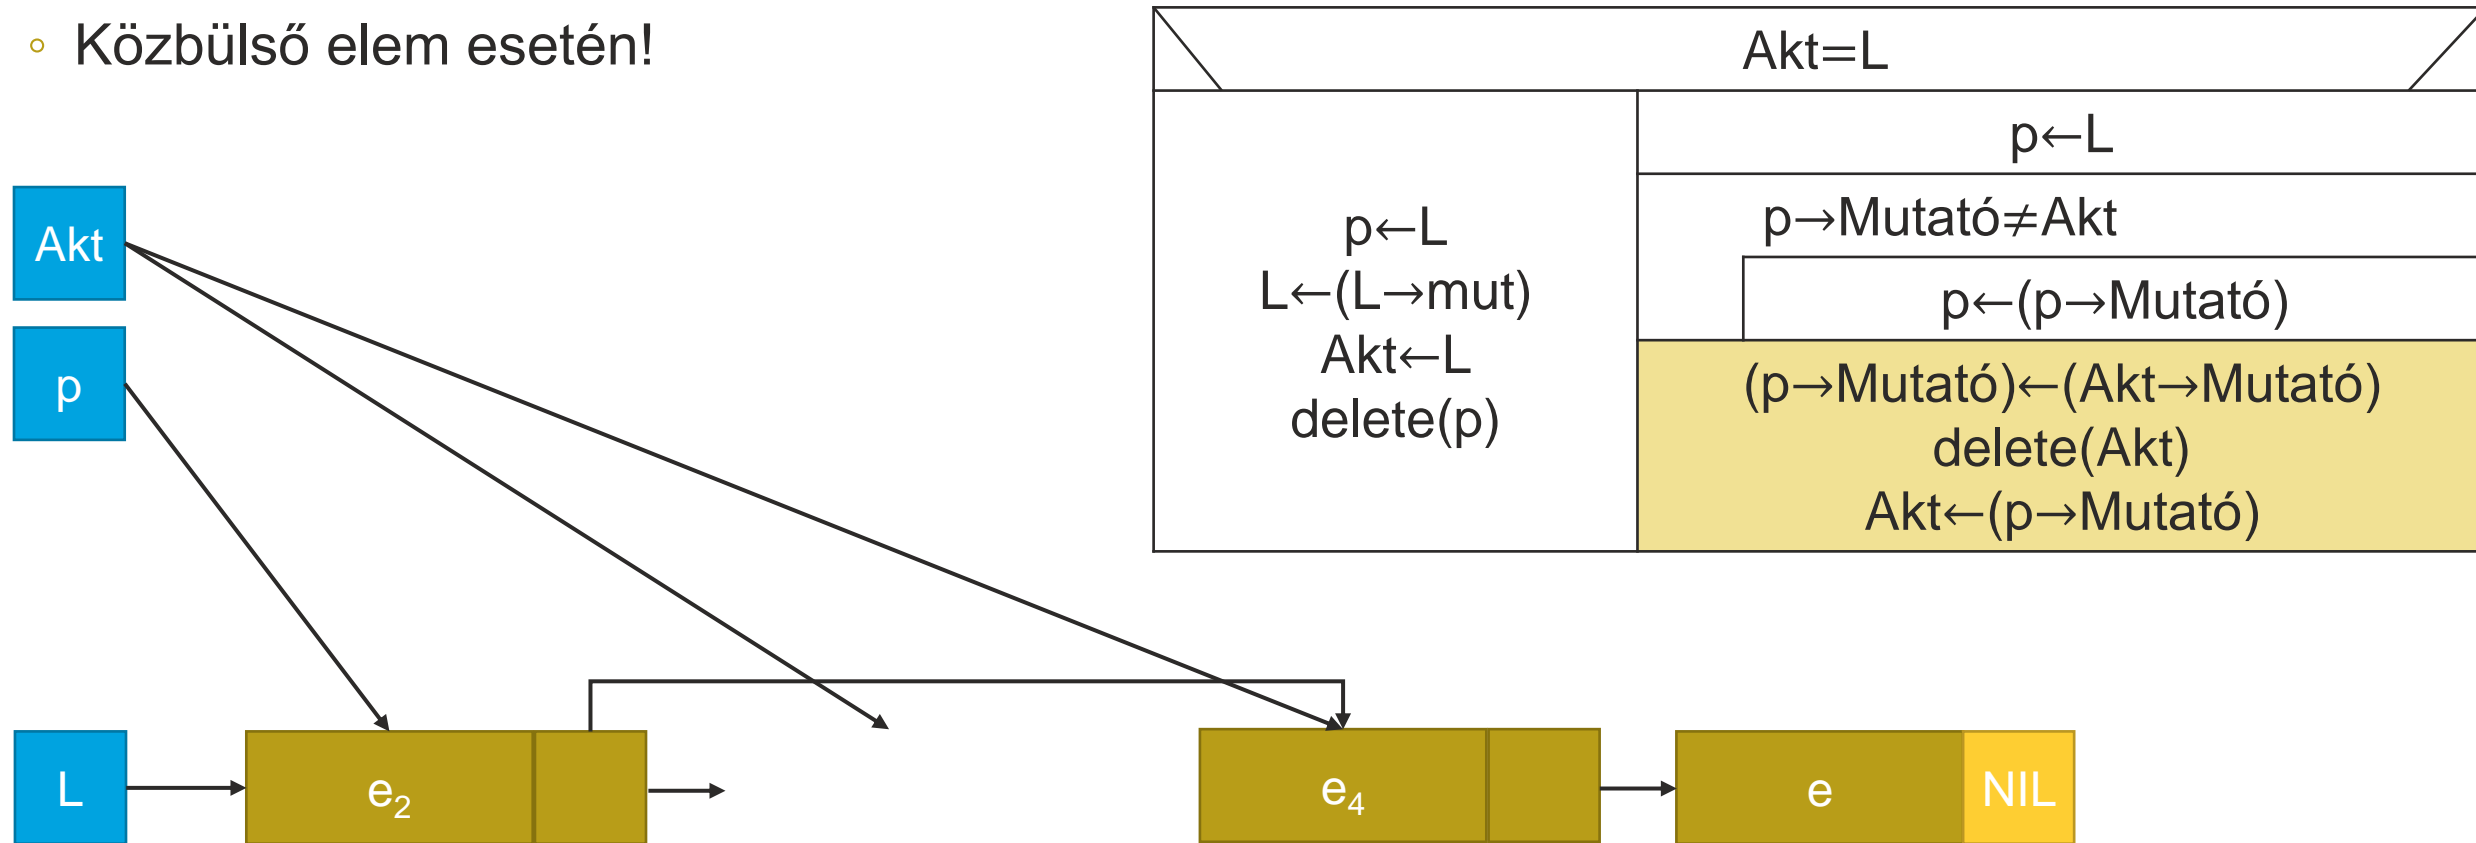 Közbülső elem esetén!
Akt=L
p←L
L←(L→mut)
Akt←L
delete(p)
p←L
p→Mutató≠Akt
p←(p→Mutató)
(p→Mutató)←(Akt→Mutató)
delete(Akt)
Akt←(p→Mutató)
Akt
p
L
e₂
e₄
e
NIL